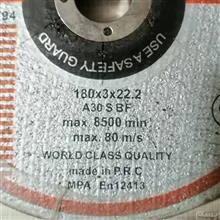 USE A SAFETY GUARD
94
180x3x22.2
A30 S BF
max. 8500 min
max. 80 m/s
WORLD CLASS QUALITY
made in P.R.C
MPA En12413